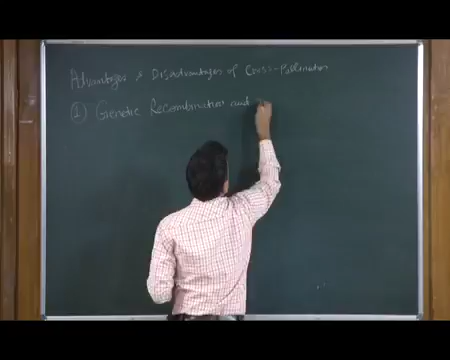 Advantages & Disadvantages of Cross-Pollination
① Genetic Recombination and